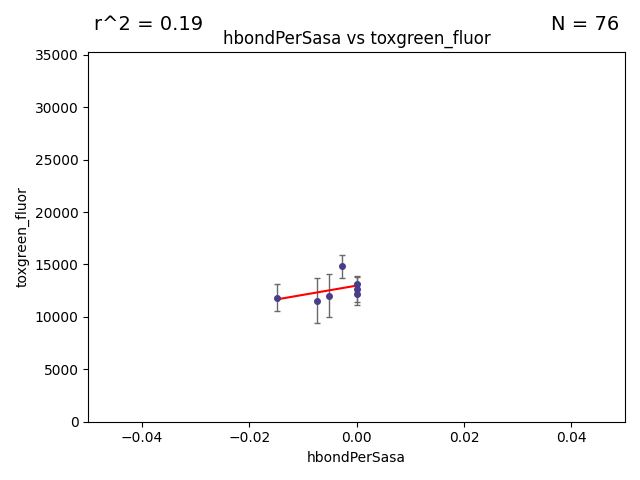 r^2 = 0.19
N = 76
hbondPerSasa vs toxgreen_fluor
35000
30000
25000
20000
15000
10000
5000
0
toxgreen_fluor
−0.04
−0.02
0.00
0.02
0.04
hbondPerSasa